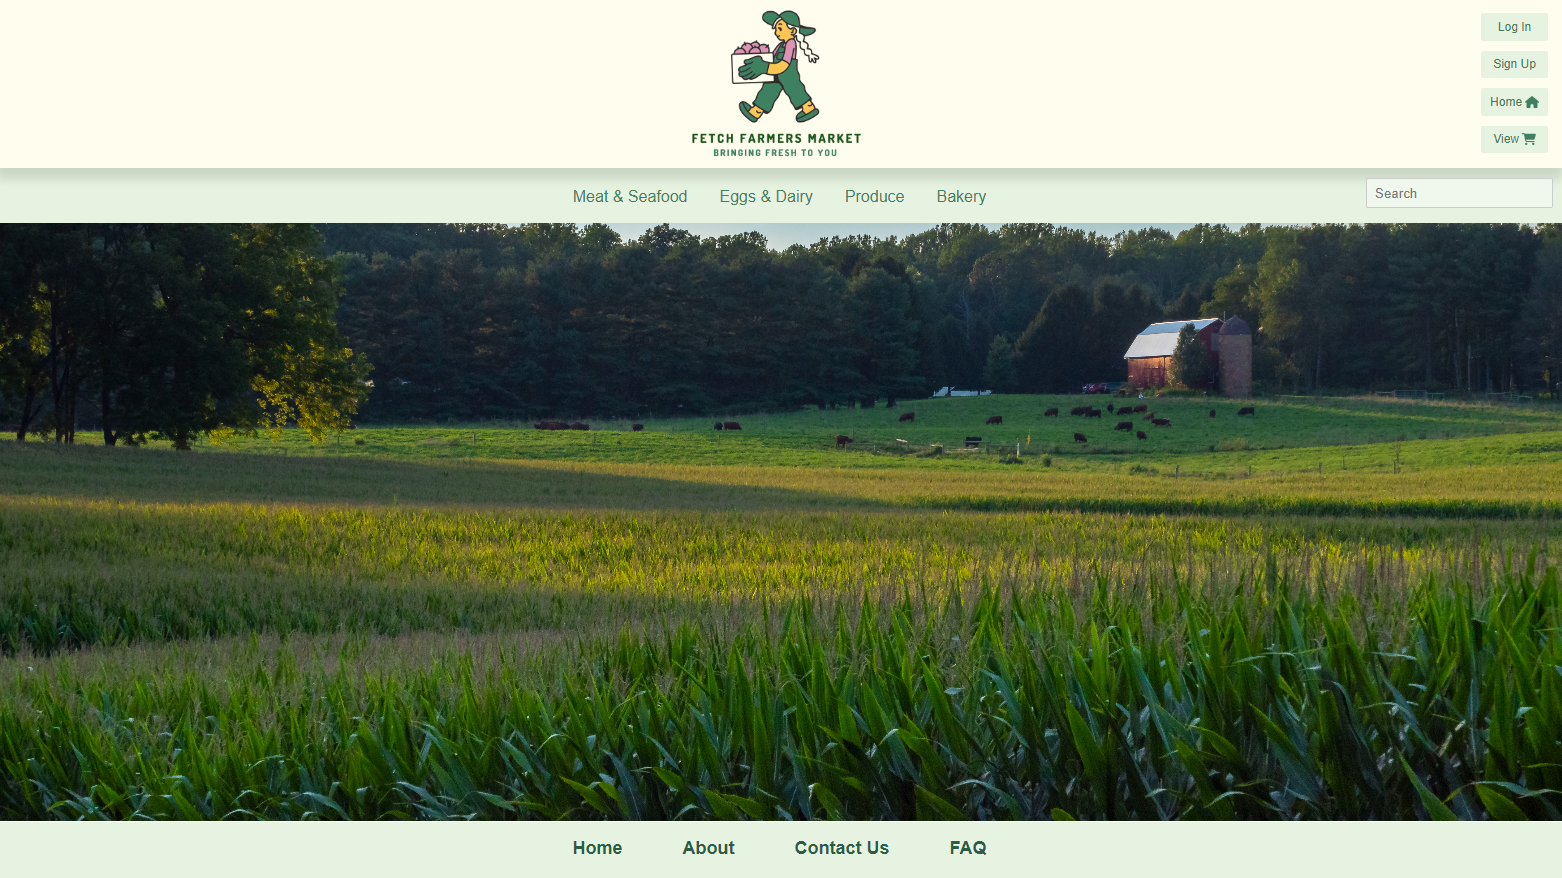 FETCH FARMERS MARKET
BRINGING FRESH TO YOU
Log In
Sign Up
Home
View
Meat & Seafood
Eggs & Dairy
Produce
Bakery
Search
Home
About
Contact Us
FAQ